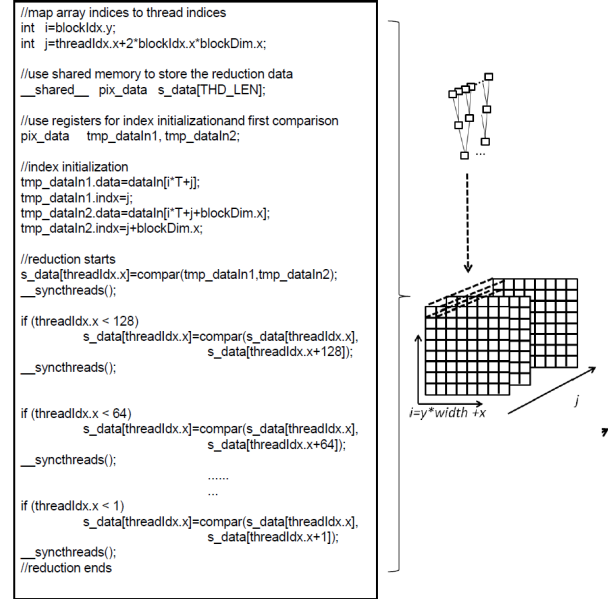 //map array indices to thread indices
int i=blockIdx.y;
int j=threadIdx.x+2*blockIdx.x*blockDim.x;
//use shared memory to store the reduction data
__shared__ pix_data s_data[THD_LEN];
//use registers for index initializationand first comparison
pix_data tmp_dataIn1, tmp_dataIn2;
//index initialization
tmp_dataIn1.data=dataIn[i*T+j];
tmp_dataIn1.indx=j;
tmp_dataIn2.data=dataIn[i*T+j+blockDim.x];
tmp_dataIn2.indx=j+blockDim.x;
//reduction starts
s_data[threadIdx.x]=compar(tmp_dataIn1,tmp_dataIn2);
__syncthreads();
if (threadIdx.x < 128)
s_data[threadIdx.x]=compar(s_data[threadIdx.x],
s_data[threadIdx.x+128]);
__syncthreads();
if (threadIdx.x < 64)
s_data[threadIdx.x]=compar(s_data[threadIdx.x],
s_data[threadIdx.x+64]);
__syncthreads();
......
...
if (threadIdx.x < 1)
s_data[threadIdx.x]=compar(s_data[threadIdx.x],
s_data[threadIdx.x+1]);
__syncthreads();
//reduction ends
...
...
i=y*width +x
j